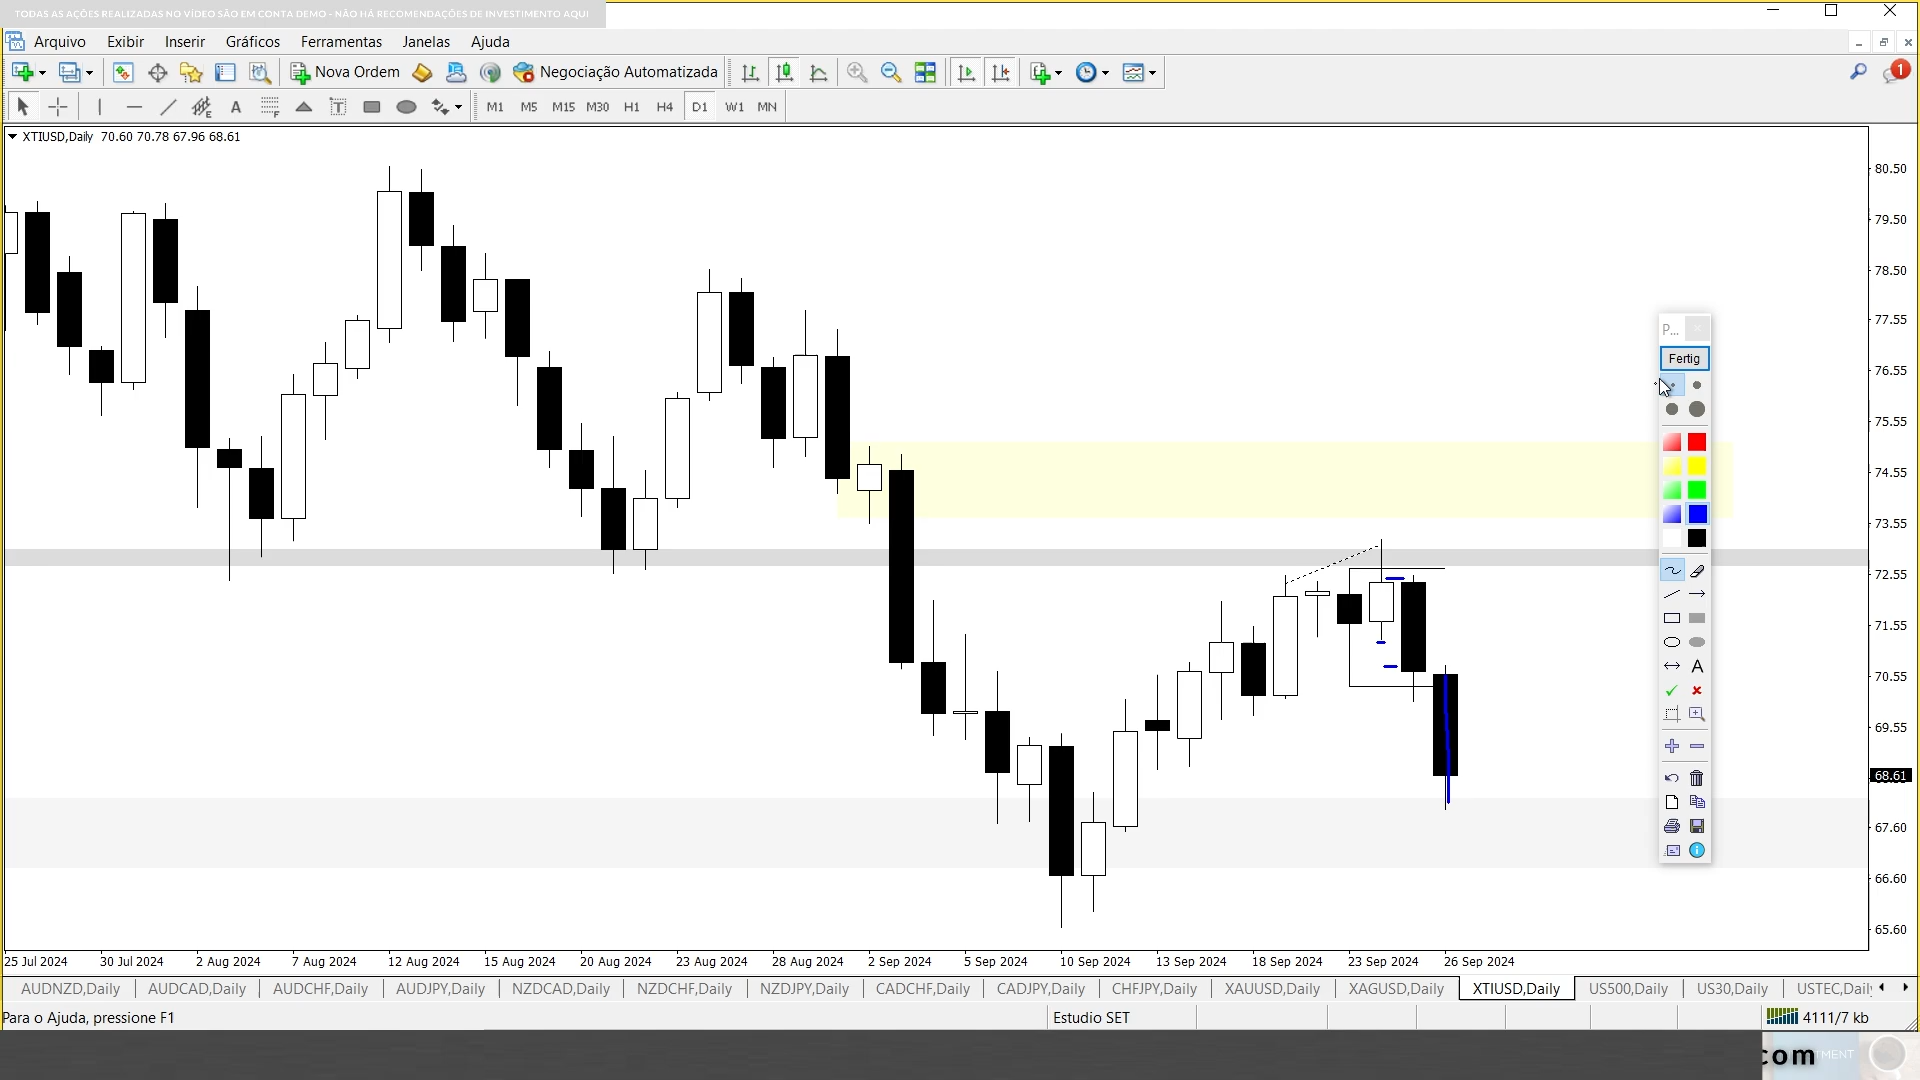 TODAS AS AÇÕES REALIZADAS NO VÍDEO SÃO EM CONTA DEMO - NÃO HÁ RECOMENDAÇÕES DE INVESTIMENTO AQUI
Arquivo Exibir Inserir Gráficos Ferramentas Janelas Ajuda
Nova Ordem Negociação Automatizada 1
A T M1 M5 M15 M30 H1 H4 D1 W1 MN
XTIUSD,Daily 70.60 70.78 67.96 68.61
80.50
79.50
78.50
77.55
76.55
75.55
74.55
73.55
72.55
71.55
70.55
69.55
68.61
67.60
66.60
65.60
P...
Fertig
A
25 Jul 2024 30 Jul 2024 2 Aug 2024 7 Aug 2024 12 Aug 2024 15 Aug 2024 20 Aug 2024 23 Aug 2024 28 Aug 2024 2 Sep 2024 5 Sep 2024 10 Sep 2024 13 Sep 2024 18 Sep 2024 23 Sep 2024 26 Sep 2024
AUDNZD,Daily AUDCAD,Daily AUDCHF,Daily AUDJPY,Daily NZDCAD,Daily NZDCHF,Daily NZDJPY,Daily CADCHF,Daily CADJPY,Daily CHFJPY,Daily XAUUSD,Daily XAGUSD,Daily XTIUSD,Daily US500,Daily US30,Daily USTEC,Daily
Para o Ajuda, pressione F1 Estudio SET 4111/7 kb
com MENT